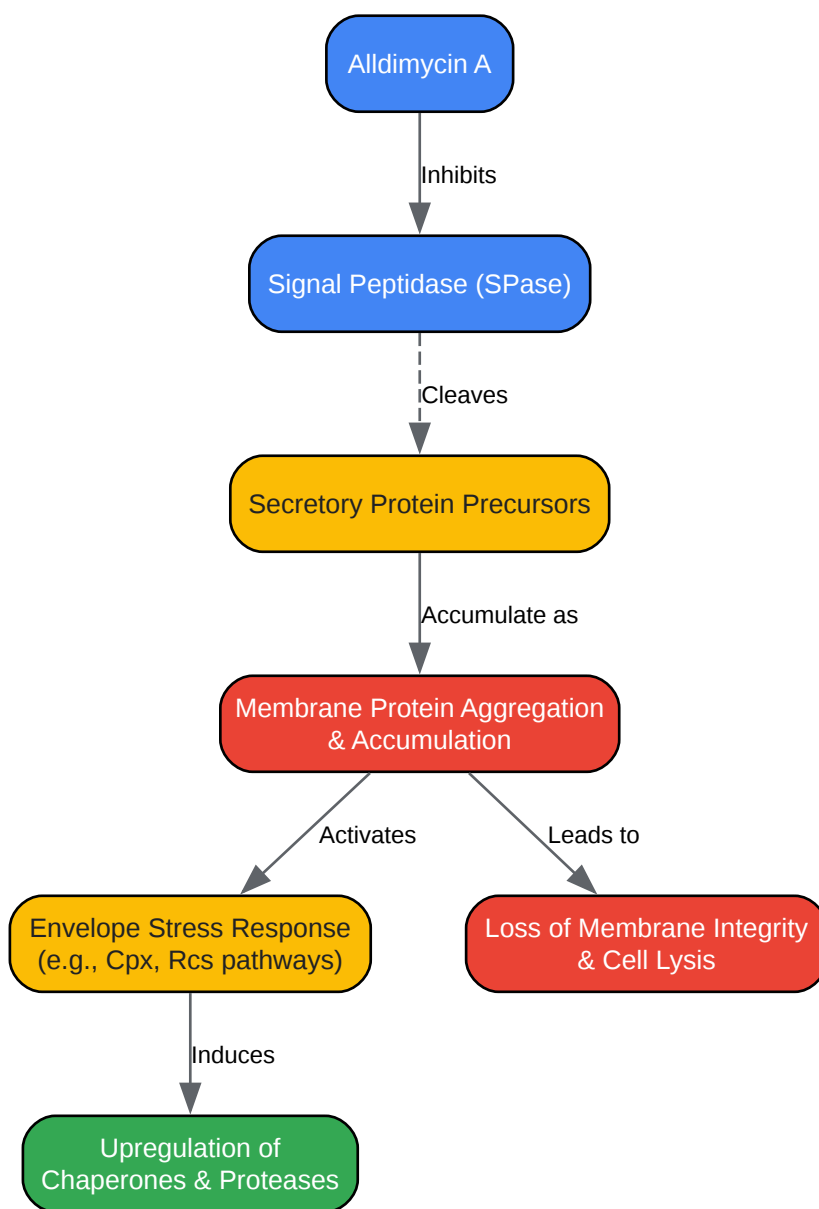 Alldimycin A
Inhibits
Signal Peptidase (SPase)
Cleaves
Secretory Protein Precursors
Accumulate as
Membrane Protein Aggregation
& Accumulation
Activates
Leads to
Envelope Stress Response
(e.g., Cpx, Rcs pathways)
Loss of Membrane Integrity
& Cell Lysis
Induces
Upregulation of
Chaperones & Proteases